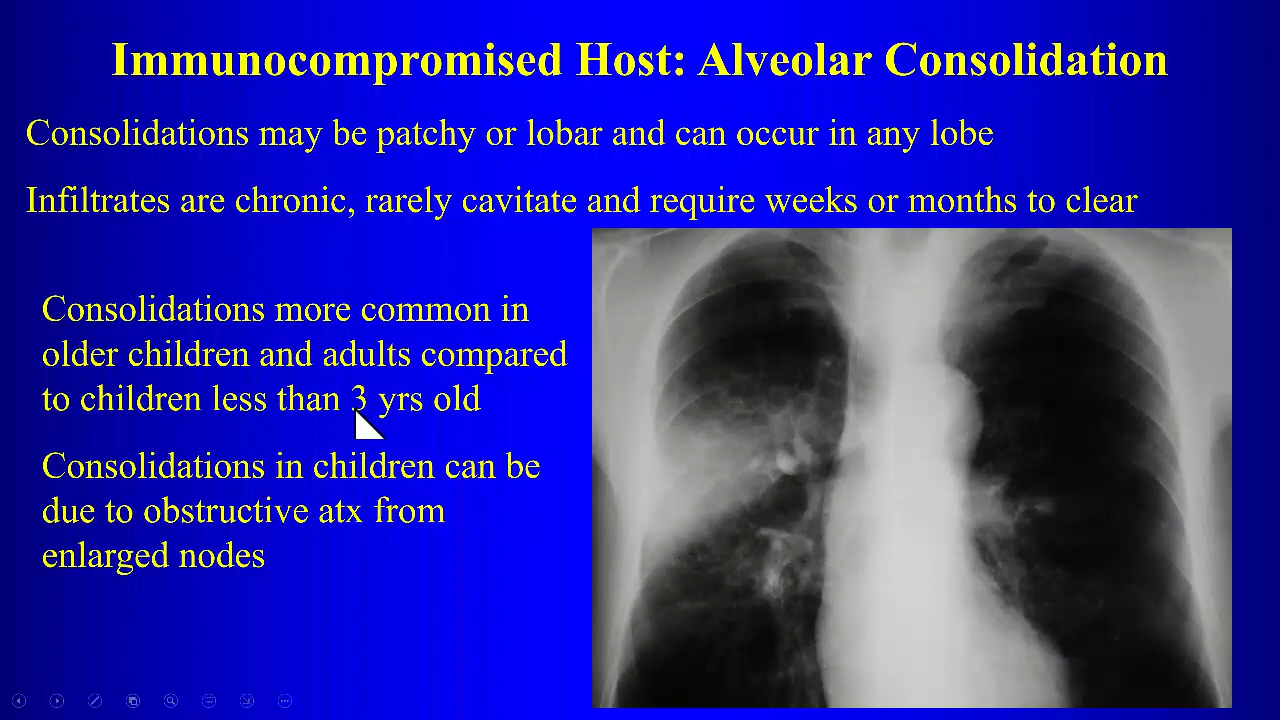 Immunocompromised Host: Alveolar Consolidation
Consolidations may be patchy or lobar and can occur in any lobe
Infiltrates are chronic, rarely cavitate and require weeks or months to clear
Consolidations more common in
older children and adults compared
to children less than 3 yrs old
Consolidations in children can be
due to obstructive atx from
enlarged nodes